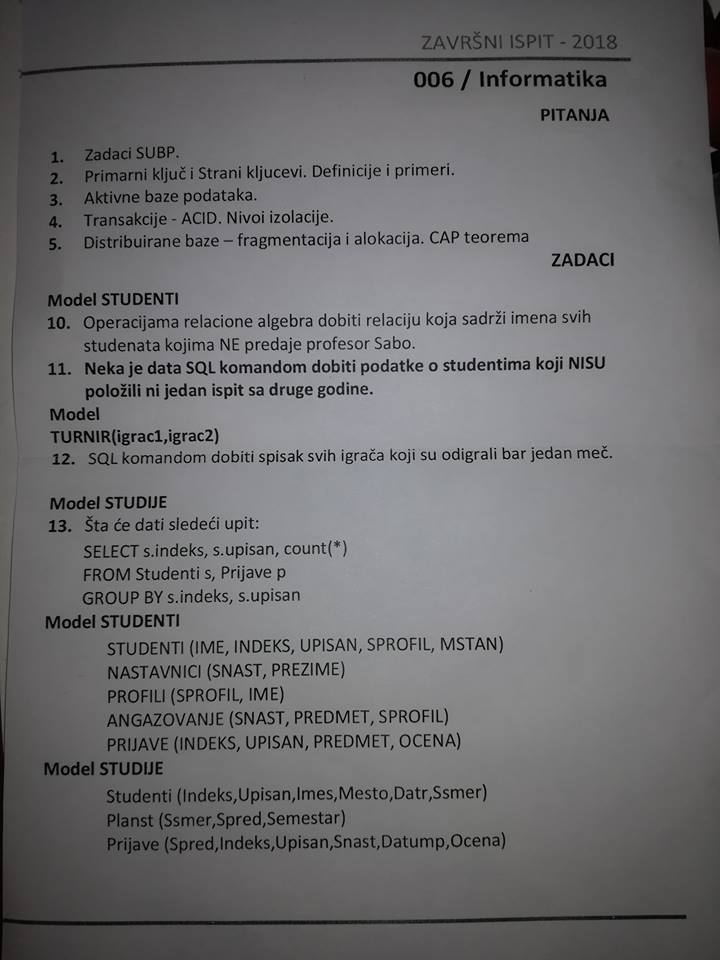 ZAVRŠNI ISPIT - 2018
006 / Informatika
PITANJA
1. Zadaci SUBP.
2. Primarni ključ i Strani kljucevi. Definicije i primeri.
3. Aktivne baze podataka.
4. Transakcije - ACID. Nivoi izolacije.
5. Distribuirane baze – fragmentacija i alokacija. CAP teorema
ZADACI
Model STUDENTI
10. Operacijama relacione algebra dobiti relaciju koja sadrži imena svih
studenata kojima NE predaje profesor Sabo.
11. Neka je data SQL komandom dobiti podatke o studentima koji NISU
položili ni jedan ispit sa druge godine.
Model
TURNIR(igrac1,igrac2)
12. SQL komandom dobiti spisak svih igrača koji su odigrali bar jedan meč.
Model STUDIJE
13. Šta će dati sledeći upit:
SELECT s.indeks, s.upisan, count(*)
FROM Studenti s, Prijave p
GROUP BY s.indeks, s.upisan
Model STUDENTI
STUDENTI (IME, INDEKS, UPISAN, SPROFIL, MSTAN)
NASTAVNICI (SNAST, PREZIME)
PROFILI (SPROFIL, IME)
ANGAZOVANJE (SNAST, PREDMET, SPROFIL)
PRIJAVE (INDEKS, UPISAN, PREDMET, OCENA)
Model STUDIJE
Studenti (Indeks,Upisan,Imes,Mesto,Datr,Ssmer)
Planst (Ssmer,Spred,Semestar)
Prijave (Spred,Indeks,Upisan,Snast,Datump,Ocena)